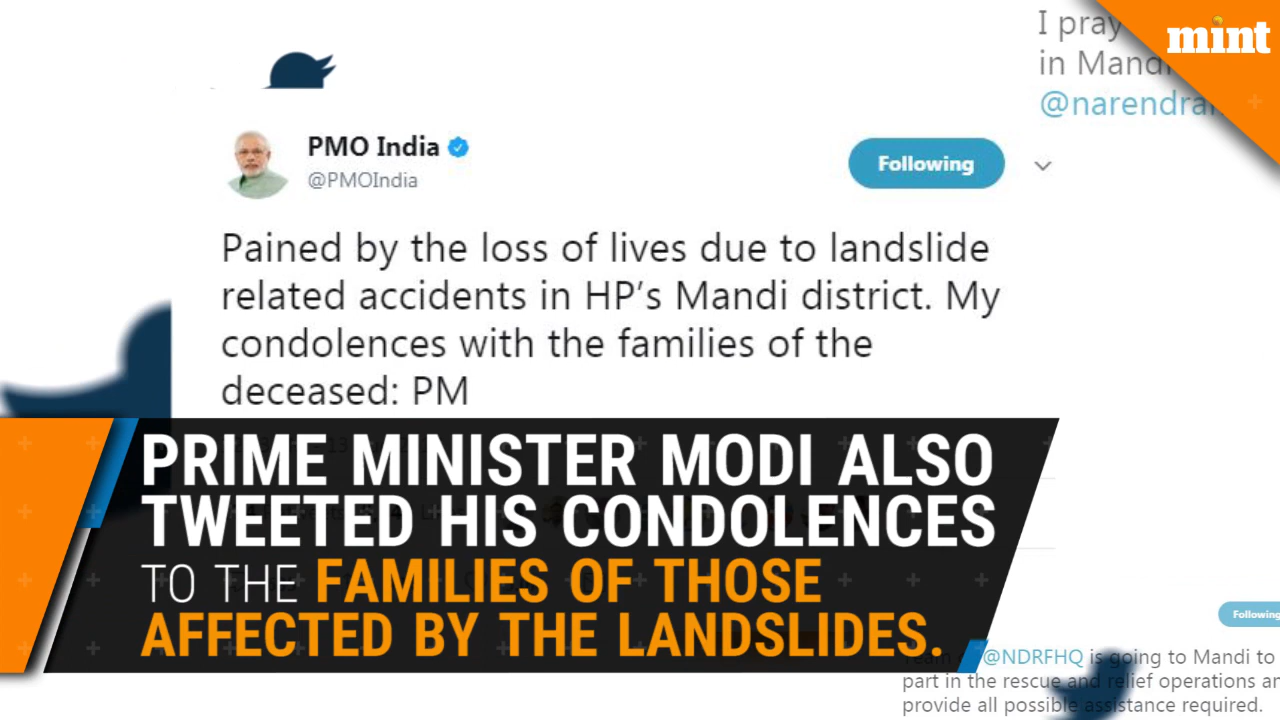 I pray
in Mandi
@narendra
mint
PMO India
@PMOIndia
Following
Pained by the loss of lives due to landslide
related accidents in HP’s Mandi district. My
condolences with the families of the
deceased: PM
PRIME MINISTER MODI ALSO
TWEETED HIS CONDOLENCES
TO THE FAMILIES OF THOSE
AFFECTED BY THE LANDSLIDES.
Following
@NDRFHQ is going to Mandi to
part in the rescue and relief operations
provide all possible assistance required.